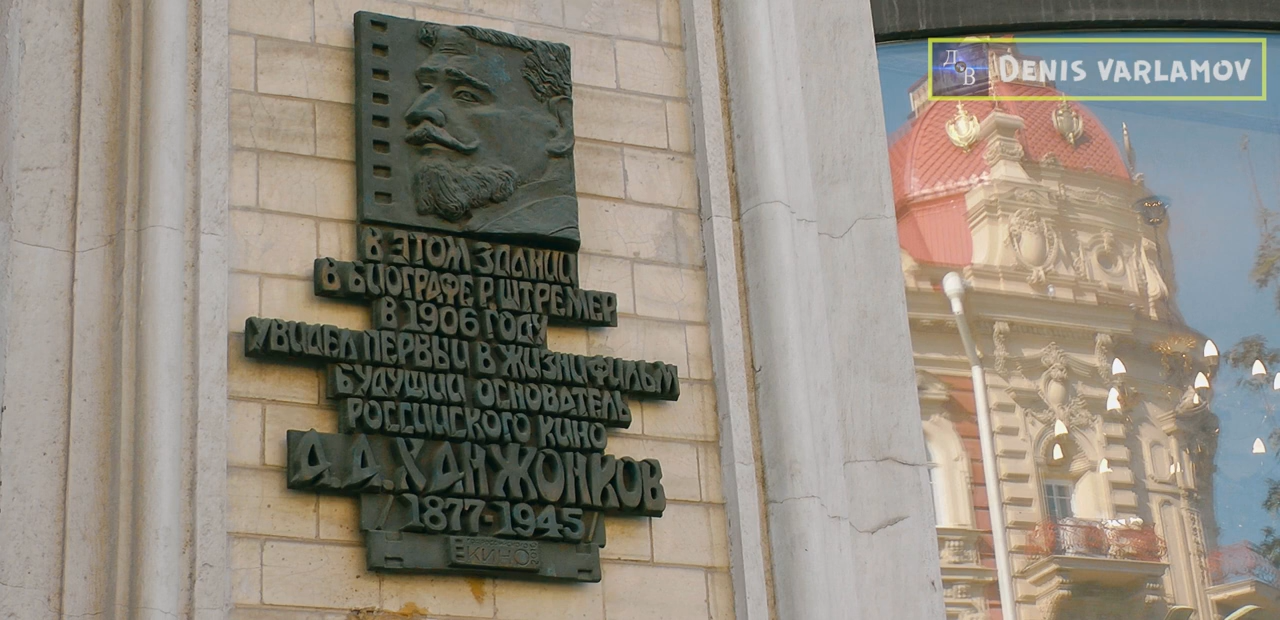 В ЭТОМ ЗДАНИИ
В БИОГРАФЕ Р. ШТРЕМЕР
В 1906 ГОДУ
УВИДЕЛ ПЕРВЫЙ В ЖИЗНИ ФИЛЬМ
БУДУЩИЙ ОСНОВАТЕЛЬ
РОССИЙСКОГО КИНО
А.А. ХАНЖОНКОВ
/1877-1945/
КИНО
ДВ
DENIS VARLAMOV